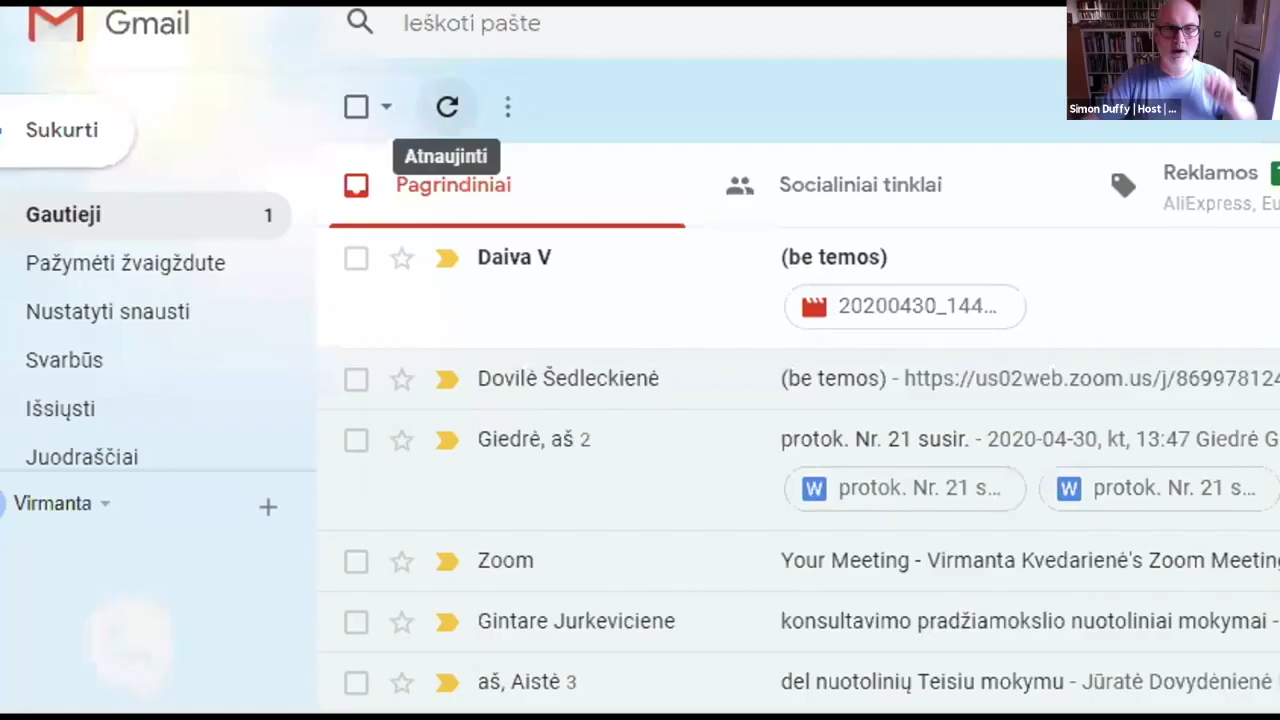 Gmail
Ieškoti pašte
Simon Duffy | Host | ...
Sukurti
Atnaujinti
Pagrindiniai
Socialiniai tinklai
Reklamos
AliExpress, Eu
Gautieji 1
Pažymėti žvaigždute
Nustatyti snausti
Svarbūs
Išsiųsti
Juodraščiai
Virmanta
Daiva V (be temos)
20200430_144...
Dovilė Šedleckienė (be temos) - https://us02web.zoom.us/j/86997812
Giedrė, aš 2 protok. Nr. 21 susir. - 2020-04-30, kt, 13:47 Giedrė G
W protok. Nr. 21 s... W protok. Nr. 21 s...
Zoom Your Meeting - Virmanta Kvedarienė's Zoom Meeting
Gintare Jurkeviciene konsultavimo pradžiamokslio nuotoliniai mokymai -
aš, Aistė 3 del nuotolinių Teisiu mokymu - Jūratė Dovydėnienė